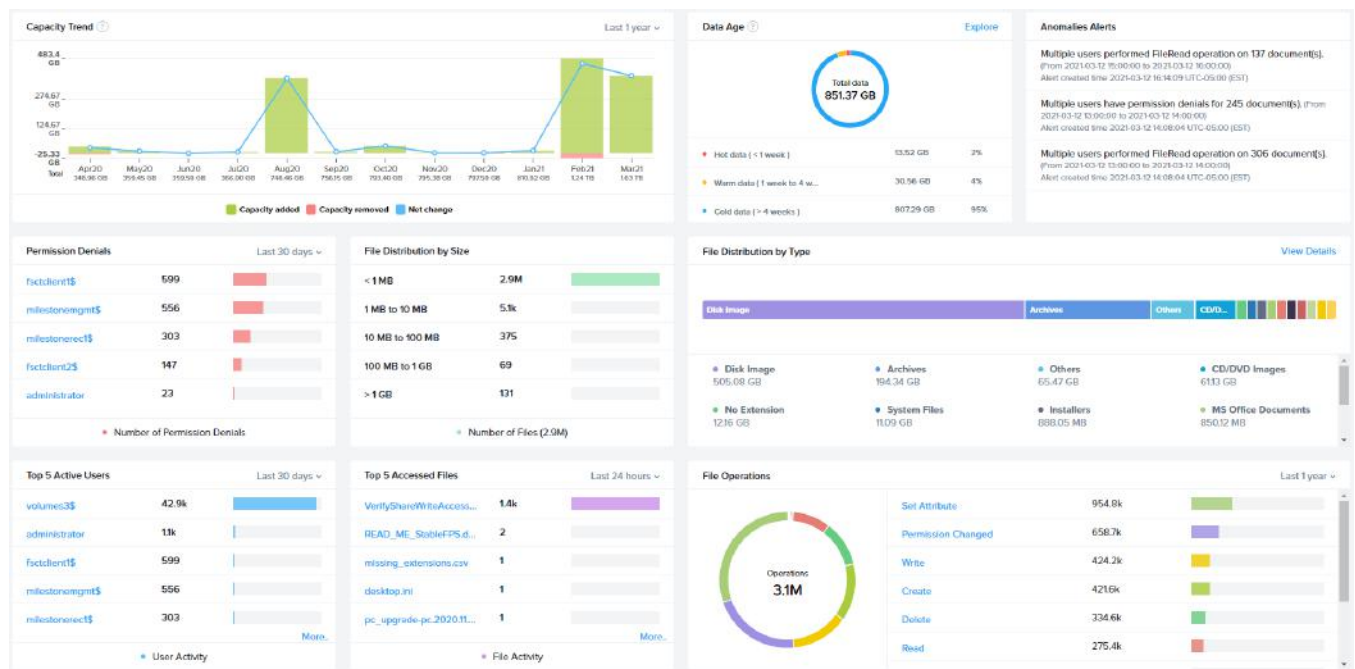 Capacity Trend
Last 1 year
483.4
GB
274.67
GB
124.67
GB
-25.33
GB
Total
Apr20
May20
Jun20
Jul20
Aug20
Sep20
Oct20
Nov20
Dec20
Jan21
Feb21
Mar21
348.96 GB
359.45 GB
359.59 GB
366.00 GB
746.46 GB
756.15 GB
793.40 GB
795.38 GB
797.59 GB
810.92 GB
1.24 TB
1.63 TB
Capacity added
Capacity removed
Net change
Data Age
Explore
Total data
851.37 GB
Hot data ( < 1 week )
13.52 GB
2%
Warm data ( 1 week to 4 w...
30.56 GB
4%
Cold data ( > 4 weeks )
807.29 GB
95%
Anomalies Alerts
Multiple users performed FileRead operation on 137 document(s).
(From 2021-03-12 15:00:00 to 2021-03-12 16:00:00)
Alert created time 2021-03-12 16:14:09 UTC-05:00 (EST)
Multiple users have permission denials for 245 document(s). (From
2021-03-12 13:00:00 to 2021-03-12 14:00:00)
Alert created time 2021-03-12 14:08:04 UTC-05:00 (EST)
Multiple users performed FileRead operation on 306 document(s).
(From 2021-03-12 13:00:00 to 2021-03-12 14:00:00)
Alert created time 2021-03-12 14:08:04 UTC-05:00 (EST)
Permission Denials
Last 30 days
fsctclient1$
599
milestonemgmt$
556
milestonerec1$
303
fsctclient2$
147
administrator
23
Number of Permission Denials
File Distribution by Size
< 1 MB
2.9M
1 MB to 10 MB
5.1k
10 MB to 100 MB
375
100 MB to 1 GB
69
> 1 GB
131
Number of Files (2.9M)
File Distribution by Type
View Details
Disk Image
Archives
Others
CD/D...
Disk Image
505.08 GB
Archives
194.34 GB
Others
65.47 GB
CD/DVD Images
61.13 GB
No Extension
12.16 GB
System Files
11.09 GB
Installers
888.05 MB
MS Office Documents
850.12 MB
Top 5 Active Users
Last 30 days
volumes3$
42.9k
administrator
1.1k
fsctclient1$
599
milestonemgmt$
556
milestonerec1$
303
More..
User Activity
Top 5 Accessed Files
Last 24 hours
VerifyShareWriteAccess...
1.4k
READ_ME_StableFPS.d...
2
missing_extensions.csv
1
desktop.ini
1
pc_upgrade-pc.2020.11...
1
More..
File Activity
File Operations
Last 1 year
Operations
3.1M
Set Attribute
954.8k
Permission Changed
658.7k
Write
424.2k
Create
421.6k
Delete
334.6k
Read
275.4k